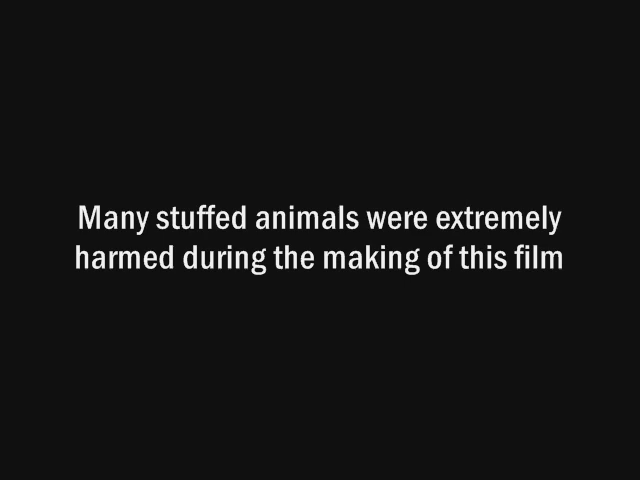 Many stuffed animals were extremely
harmed during the making of this film